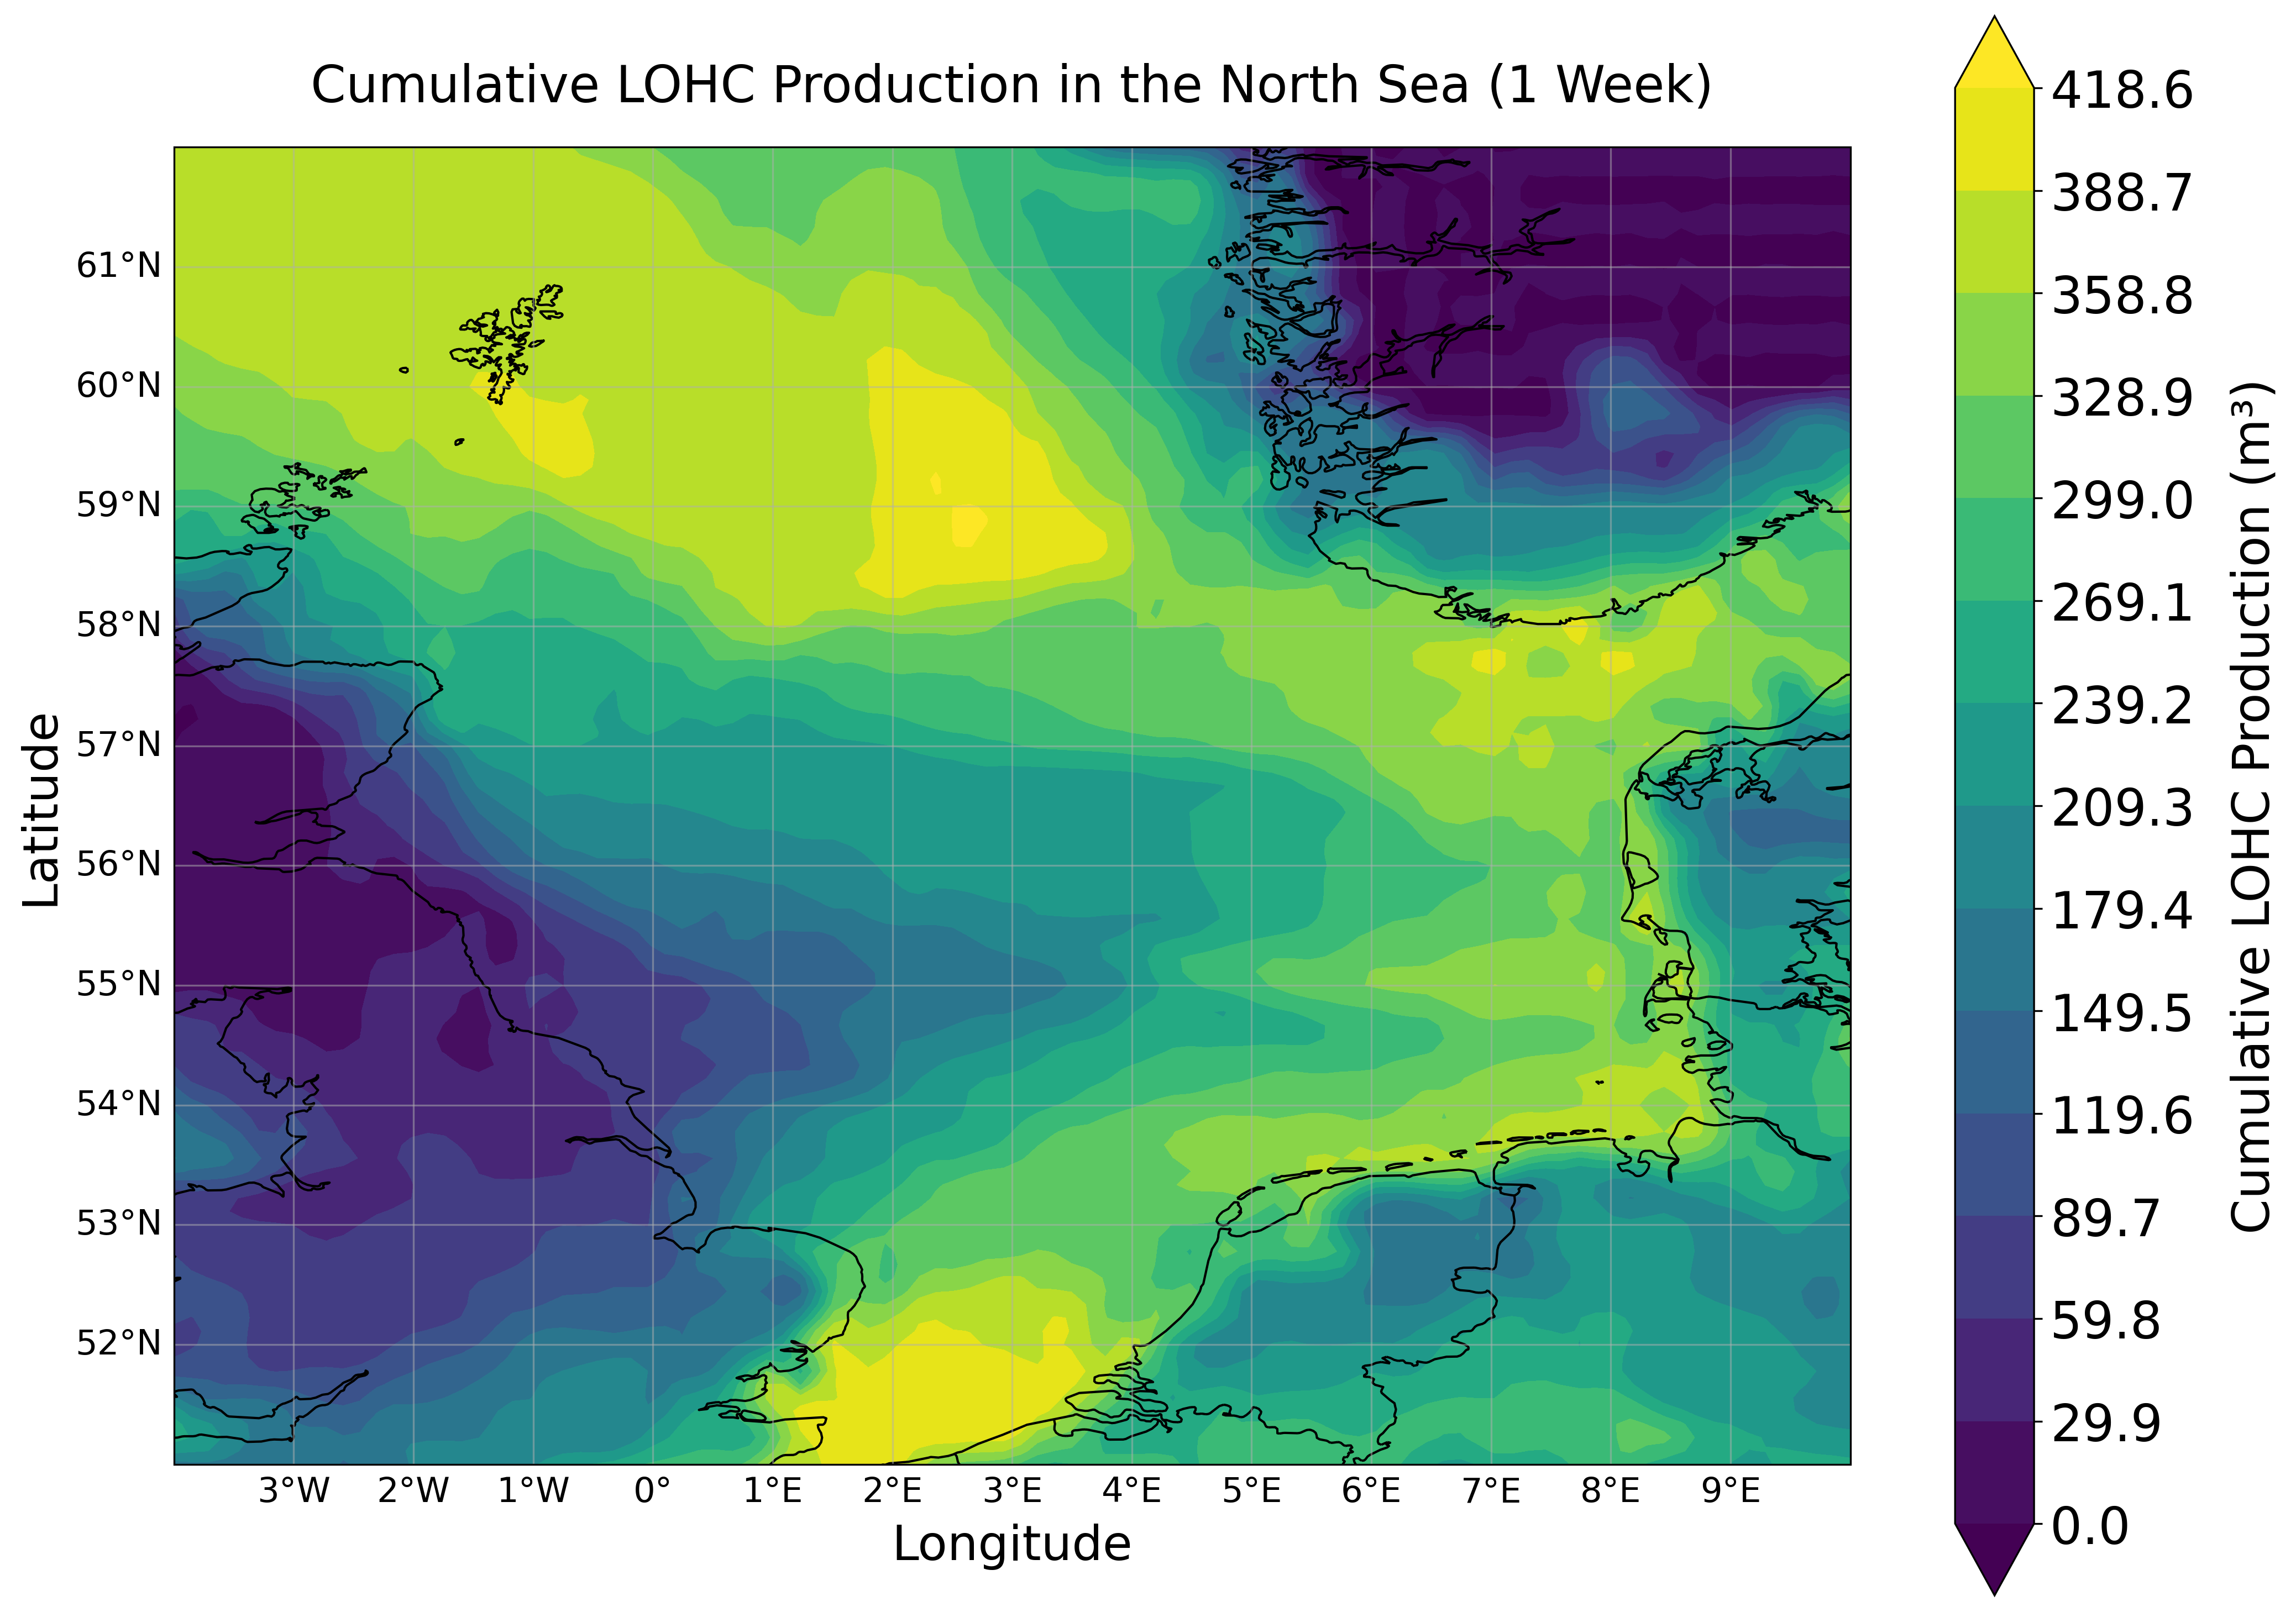 Cumulative LOHC Production in the North Sea (1 Week)
61°N
60°N
59°N
58°N
57°N
56°N
55°N
54°N
53°N
52°N
Latitude
3°W 2°W 1°W 0° 1°E 2°E 3°E 4°E 5°E 6°E 7°E 8°E 9°E
Longitude
418.6
388.7
358.8
328.9
299.0
269.1
239.2
209.3
179.4
149.5
119.6
89.7
59.8
29.9
0.0
Cumulative LOHC Production (m³)